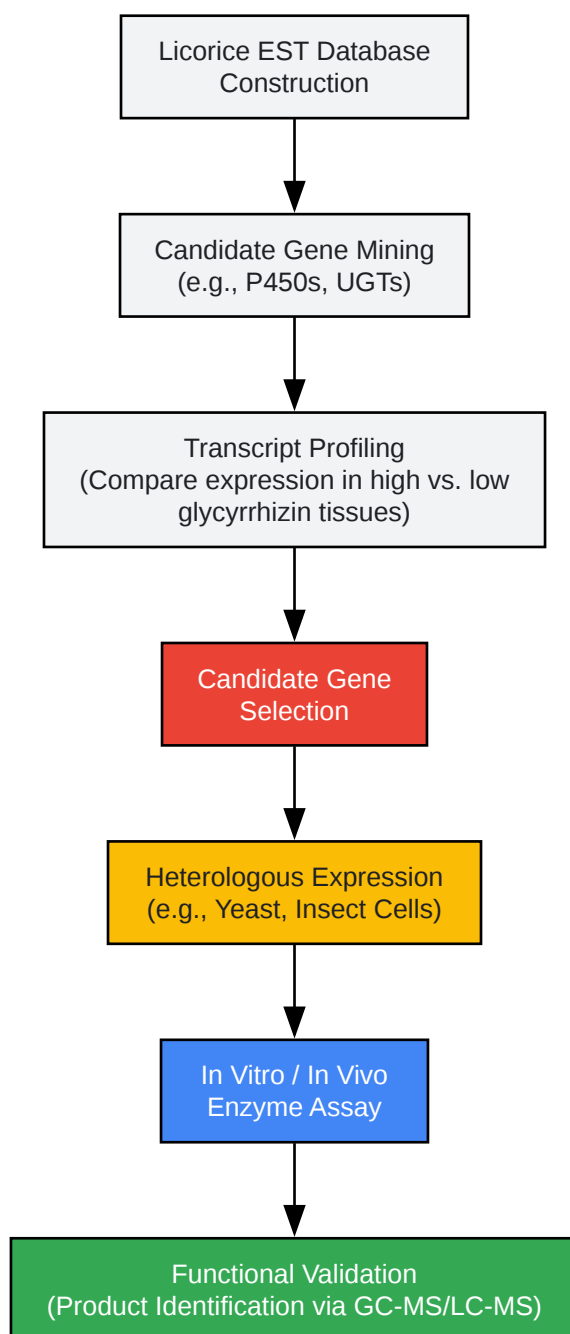 Licorice EST Database
Construction
Candidate Gene Mining
(e.g., P450s, UGTs)
Transcript Profiling
(Compare expression in high vs. low
glycyrrhizin tissues)
Candidate Gene
Selection
Heterologous Expression
(e.g., Yeast, Insect Cells)
In Vitro / In Vivo
Enzyme Assay
Functional Validation
(Product Identification via GC-MS/LC-MS)